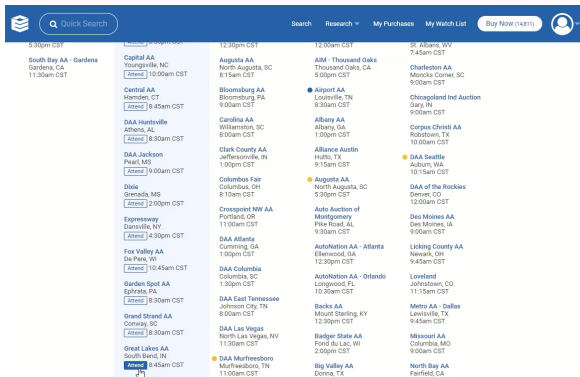 Quick Search
Search
Research
My Purchases
My Watch List
Buy Now (14,811)
5:30pm CST
South Bay AA - Gardena
Gardena, CA
11:30am CST
Capital AA
Youngsville, NC
Attend 10:00am CST
Central AA
Hamden, CT
Attend 8:45am CST
DAA Huntsville
Athens, AL
Attend 8:30am CST
DAA Jackson
Pearl, MS
Attend 9:00am CST
Dixie
Grenada, MS
Attend 2:00pm CST
Expressway
Dansville, NY
Attend 4:30pm CST
Fox Valley AA
De Pere, WI
Attend 10:45am CST
Garden Spot AA
Ephrata, PA
Attend 8:30am CST
Grand Strand AA
Conway, SC
Attend 8:30am CST
Great Lakes AA
South Bend, IN
Attend 8:45am CST
12:30pm CST
Augusta AA
North Augusta, SC
8:15am CST
Bloomsburg AA
Bloomsburg, PA
9:00am CST
Carolina AA
Williamston, SC
8:00am CST
Clark County AA
Jeffersonville, IN
1:00pm CST
Columbus Fair
Columbus, OH
8:10am CST
Crosspoint NW AA
Portland, OR
11:00am CST
DAA Atlanta
Cumming, GA
1:00pm CST
DAA Columbia
Columbia, SC
1:30pm CST
DAA East Tennessee
Johnson City, TN
8:00am CST
DAA Las Vegas
North Las Vegas, NV
11:30am CST
DAA Murfreesboro
Murfreesboro, TN
11:00am CST
12:00am CST
AIM - Thousand Oaks
Thousand Oaks, CA
5:00pm CST
Airport AA
Louisville, TN
8:30am CST
Albany AA
Albany, GA
1:00pm CST
Alliance Austin
Hutto, TX
9:15am CST
Augusta AA
North Augusta, SC
5:30pm CST
Auto Auction of
Montgomery
Pike Road, AL
9:30am CST
AutoNation AA - Atlanta
Ellenwood, GA
12:30pm CST
AutoNation AA - Orlando
Longwood, FL
10:30am CST
Backs AA
Mount Sterling, KY
12:30pm CST
Badger State AA
Fond du Lac, WI
2:00pm CST
Big Valley AA
Donna, TX
St. Albans, WV
7:45am CST
Charleston AA
Moncks Corner, SC
9:00am CST
Chicagoland Ind Auction
Gary, IN
9:00am CST
Corpus Christi AA
Robstown, TX
10:00am CST
DAA Seattle
Auburn, WA
10:15am CST
DAA of the Rockies
Denver, CO
12:00am CST
Des Moines AA
Des Moines, IA
9:00am CST
Licking County AA
Newark, OH
9:45am CST
Loveland
Johnstown, CO
11:15am CST
Metro AA - Dallas
Lewisville, TX
9:45am CST
Missouri AA
Columbia, MO
9:00am CST
North Bay AA
Fairfield, CA